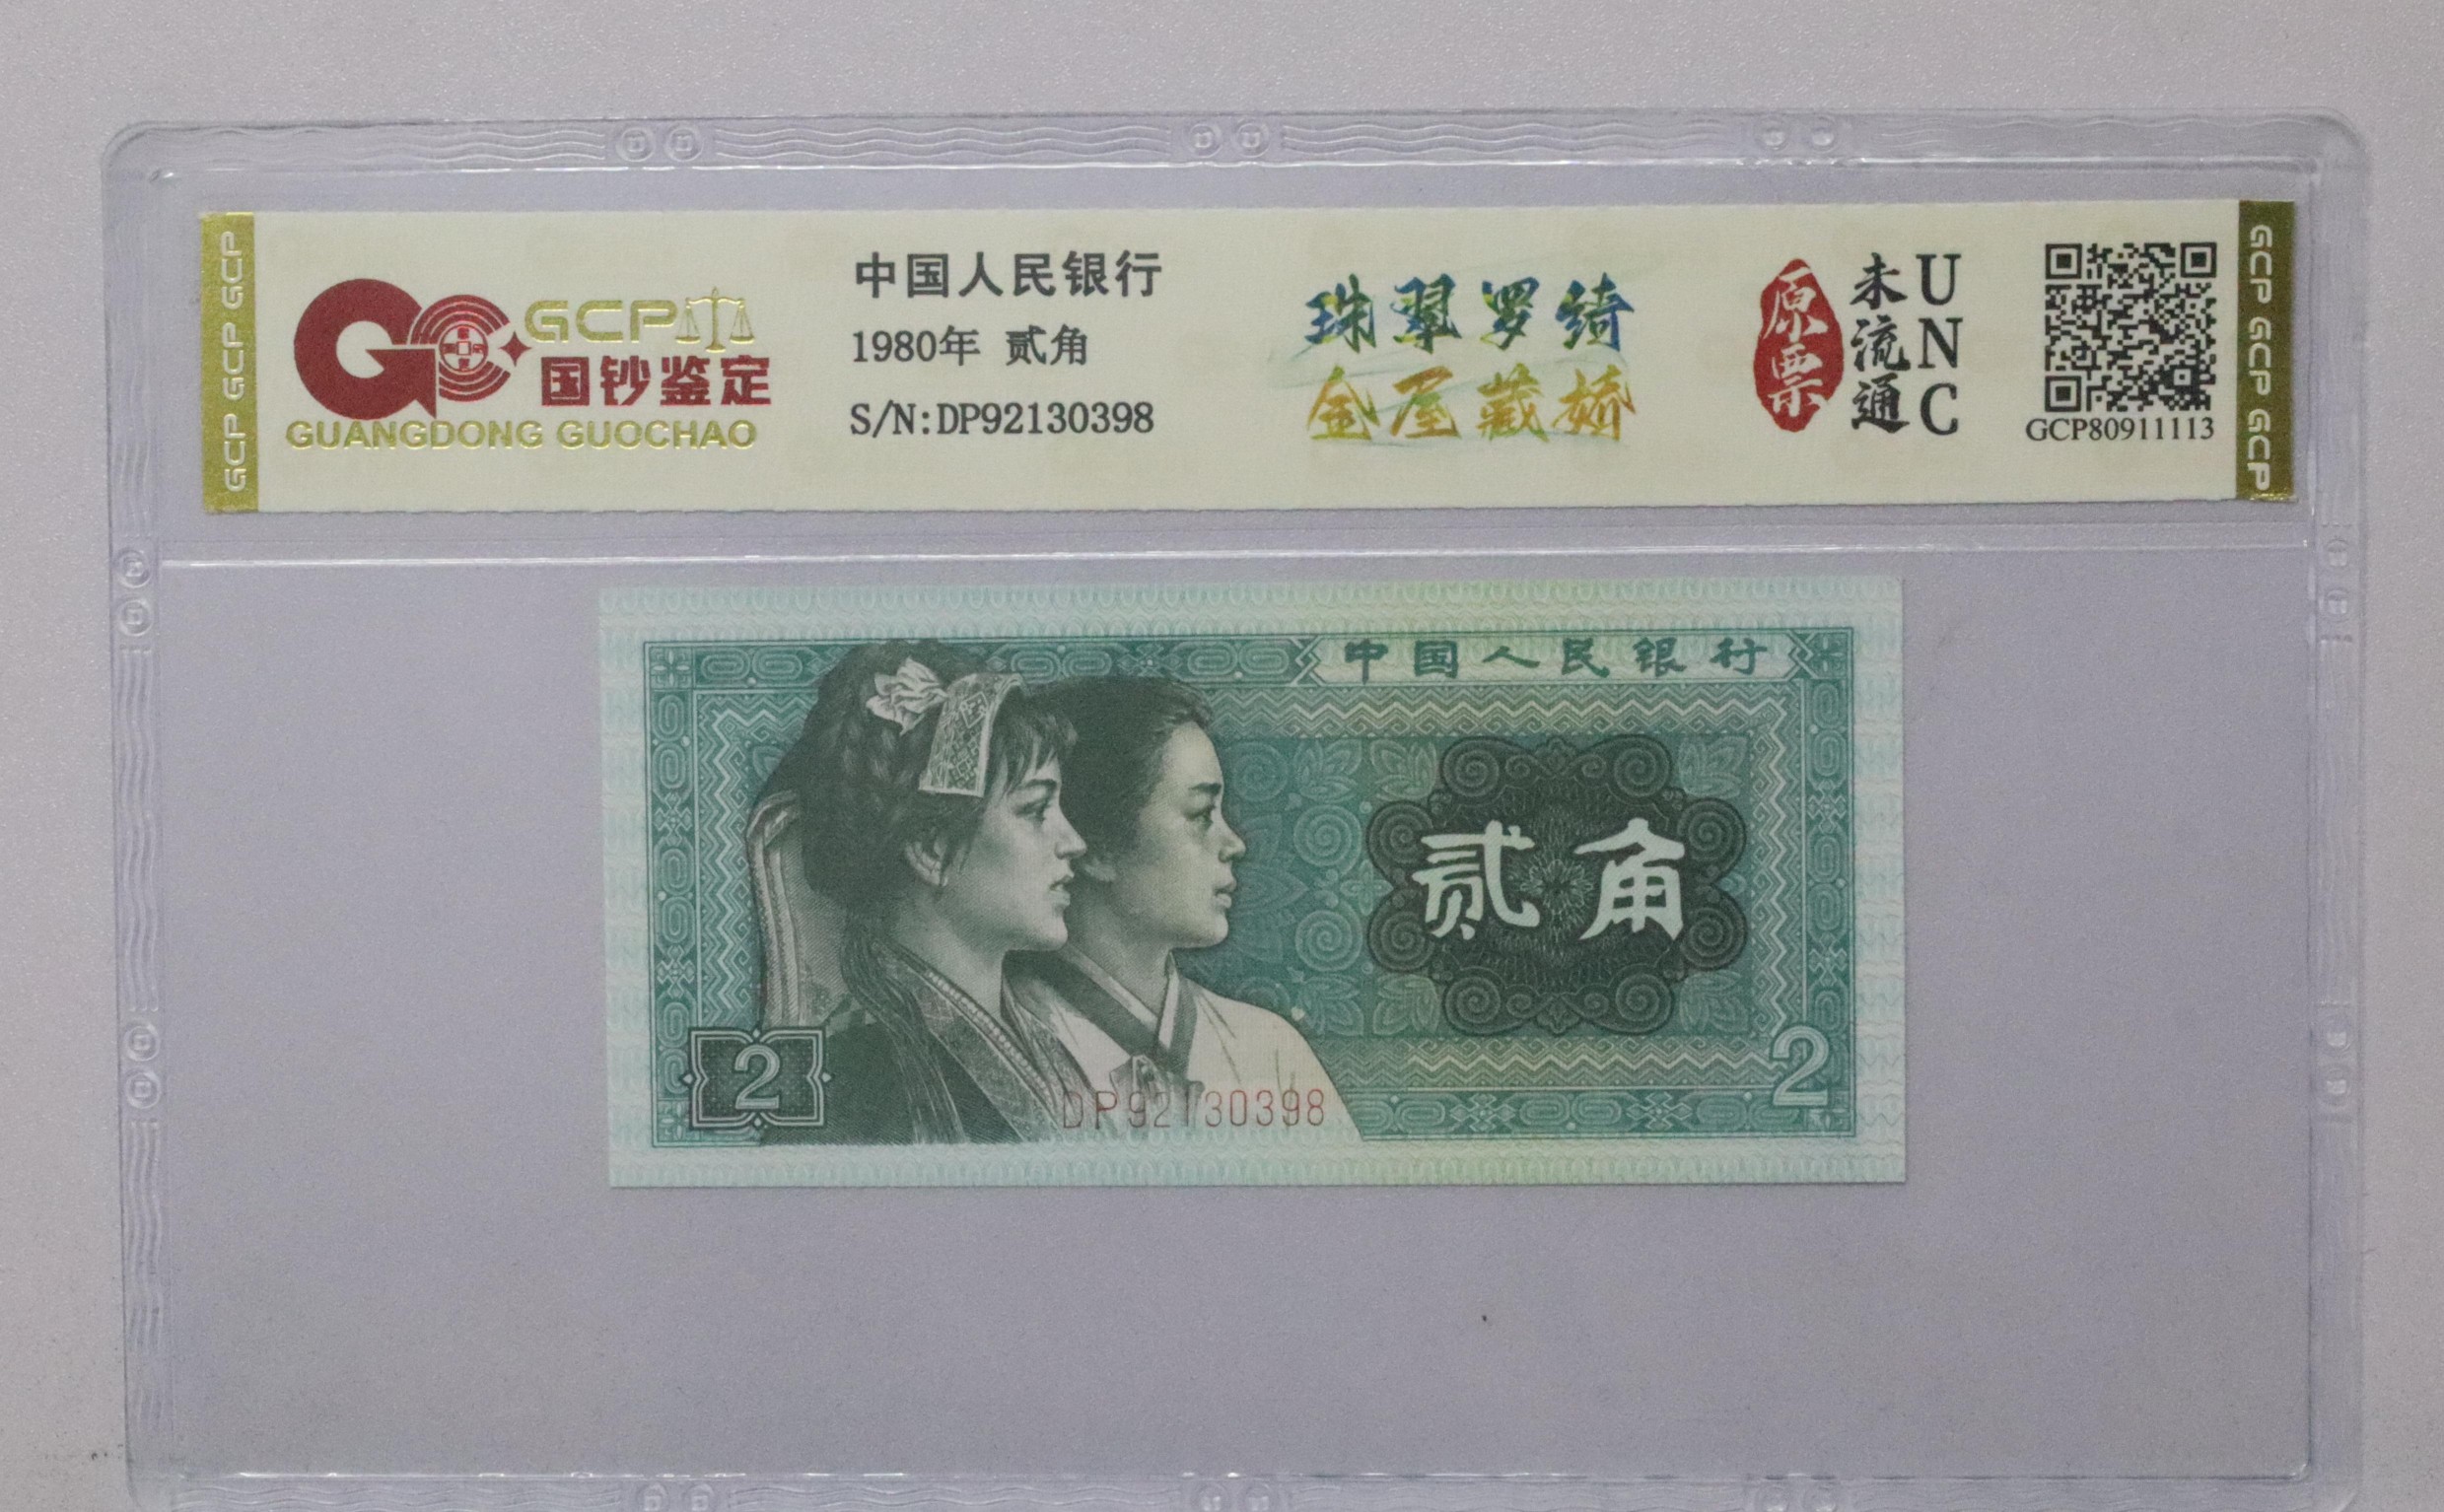 GCP GCP GCP
GCP
国钞鉴定
GUANGDONG GUOCHAO
中国人民银行
1980年 贰角
S/N:DP92130398
珠翠罗绮
金屋藏娇
原票
未流通
UNC
GCP80911113
GCP GCP GCP
中国人民银行
贰角
2
2
DP92130398